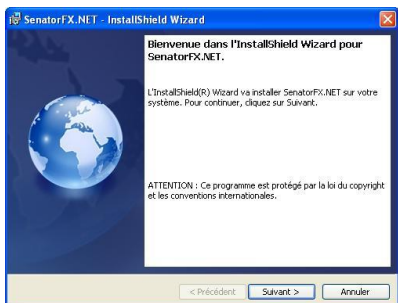 SenatorFX.NET - InstallShield Wizard
Bienvenue dans l'InstallShield Wizard pour
SenatorFX.NET.
L'InstallShield(R) Wizard va installer SenatorFX.NET sur votre
système. Pour continuer, cliquez sur Suivant.
ATTENTION : Ce programme est protégé par la loi du copyright
et les conventions internationales.
< Précédent Suivant > Annuler